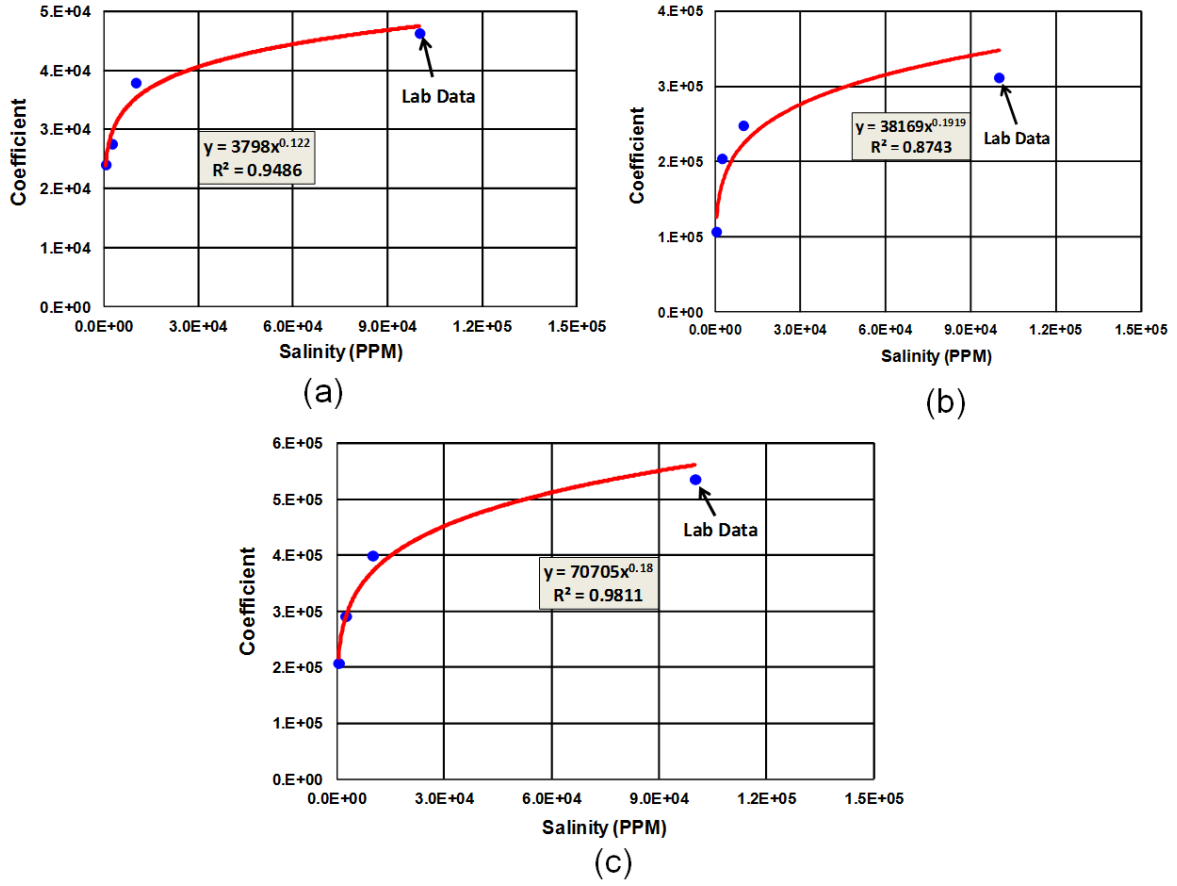 5.E+04
4.E+04
3.E+04
2.E+04
1.E+04
0.E+00
Coefficient
Lab Data
y = 3798x^0.122
R² = 0.9486
0.0E+00 3.0E+04 6.0E+04 9.0E+04 1.2E+05 1.5E+05
Salinity (PPM)
(a)
4.E+05
3.E+05
2.E+05
1.E+05
0.E+00
Coefficient
Lab Data
y = 38169x^0.1919
R² = 0.8743
0.0E+00 3.0E+04 6.0E+04 9.0E+04 1.2E+05 1.5E+05
Salinity (PPM)
(b)
6.E+05
5.E+05
4.E+05
3.E+05
2.E+05
1.E+05
0.E+00
Coefficient
Lab Data
y = 70705x^0.18
R² = 0.9811
0.0E+00 3.0E+04 6.0E+04 9.0E+04 1.2E+05 1.5E+05
Salinity (PPM)
(c)